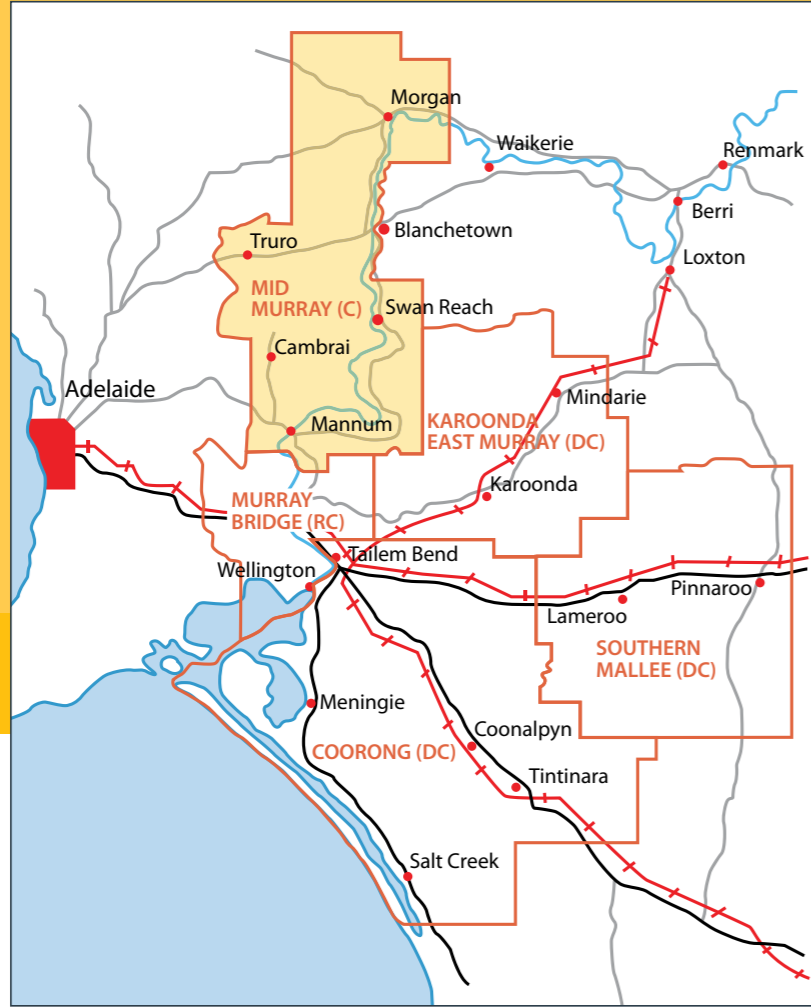 Morgan
Waikerie
Renmark
Berri
Blanchetown
Truro
Loxton
MID
MURRAY (C)
Swan Reach
Cambrai
Adelaide
Mindarie
Mannum
KAROONDA
EAST MURRAY (DC)
Karoonda
MURRAY
BRIDGE (RC)
Tailem Bend
Wellington
Pinnaroo
Lameroo
SOUTHERN
MALLEE (DC)
Meningie
Coonalpyn
COORONG (DC)
Tintinara
Salt Creek